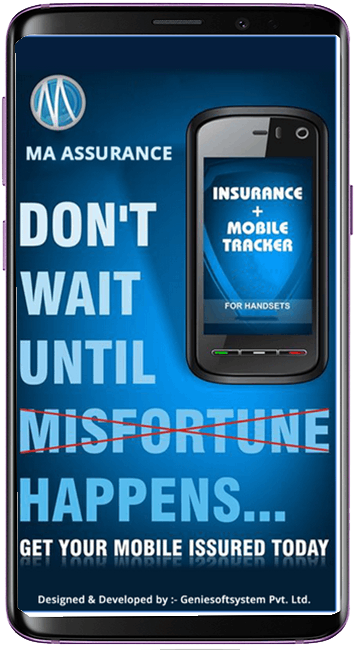 M
MA ASSURANCE
INSURANCE
+
MOBILE
TRACKER
FOR HANDSETS
DON'T
WAIT
UNTIL
MISFORTUNE
HAPPENS...
GET YOUR MOBILE ISSURED TODAY
Designed & Developed by :- Geniesoftsystem Pvt. Ltd.